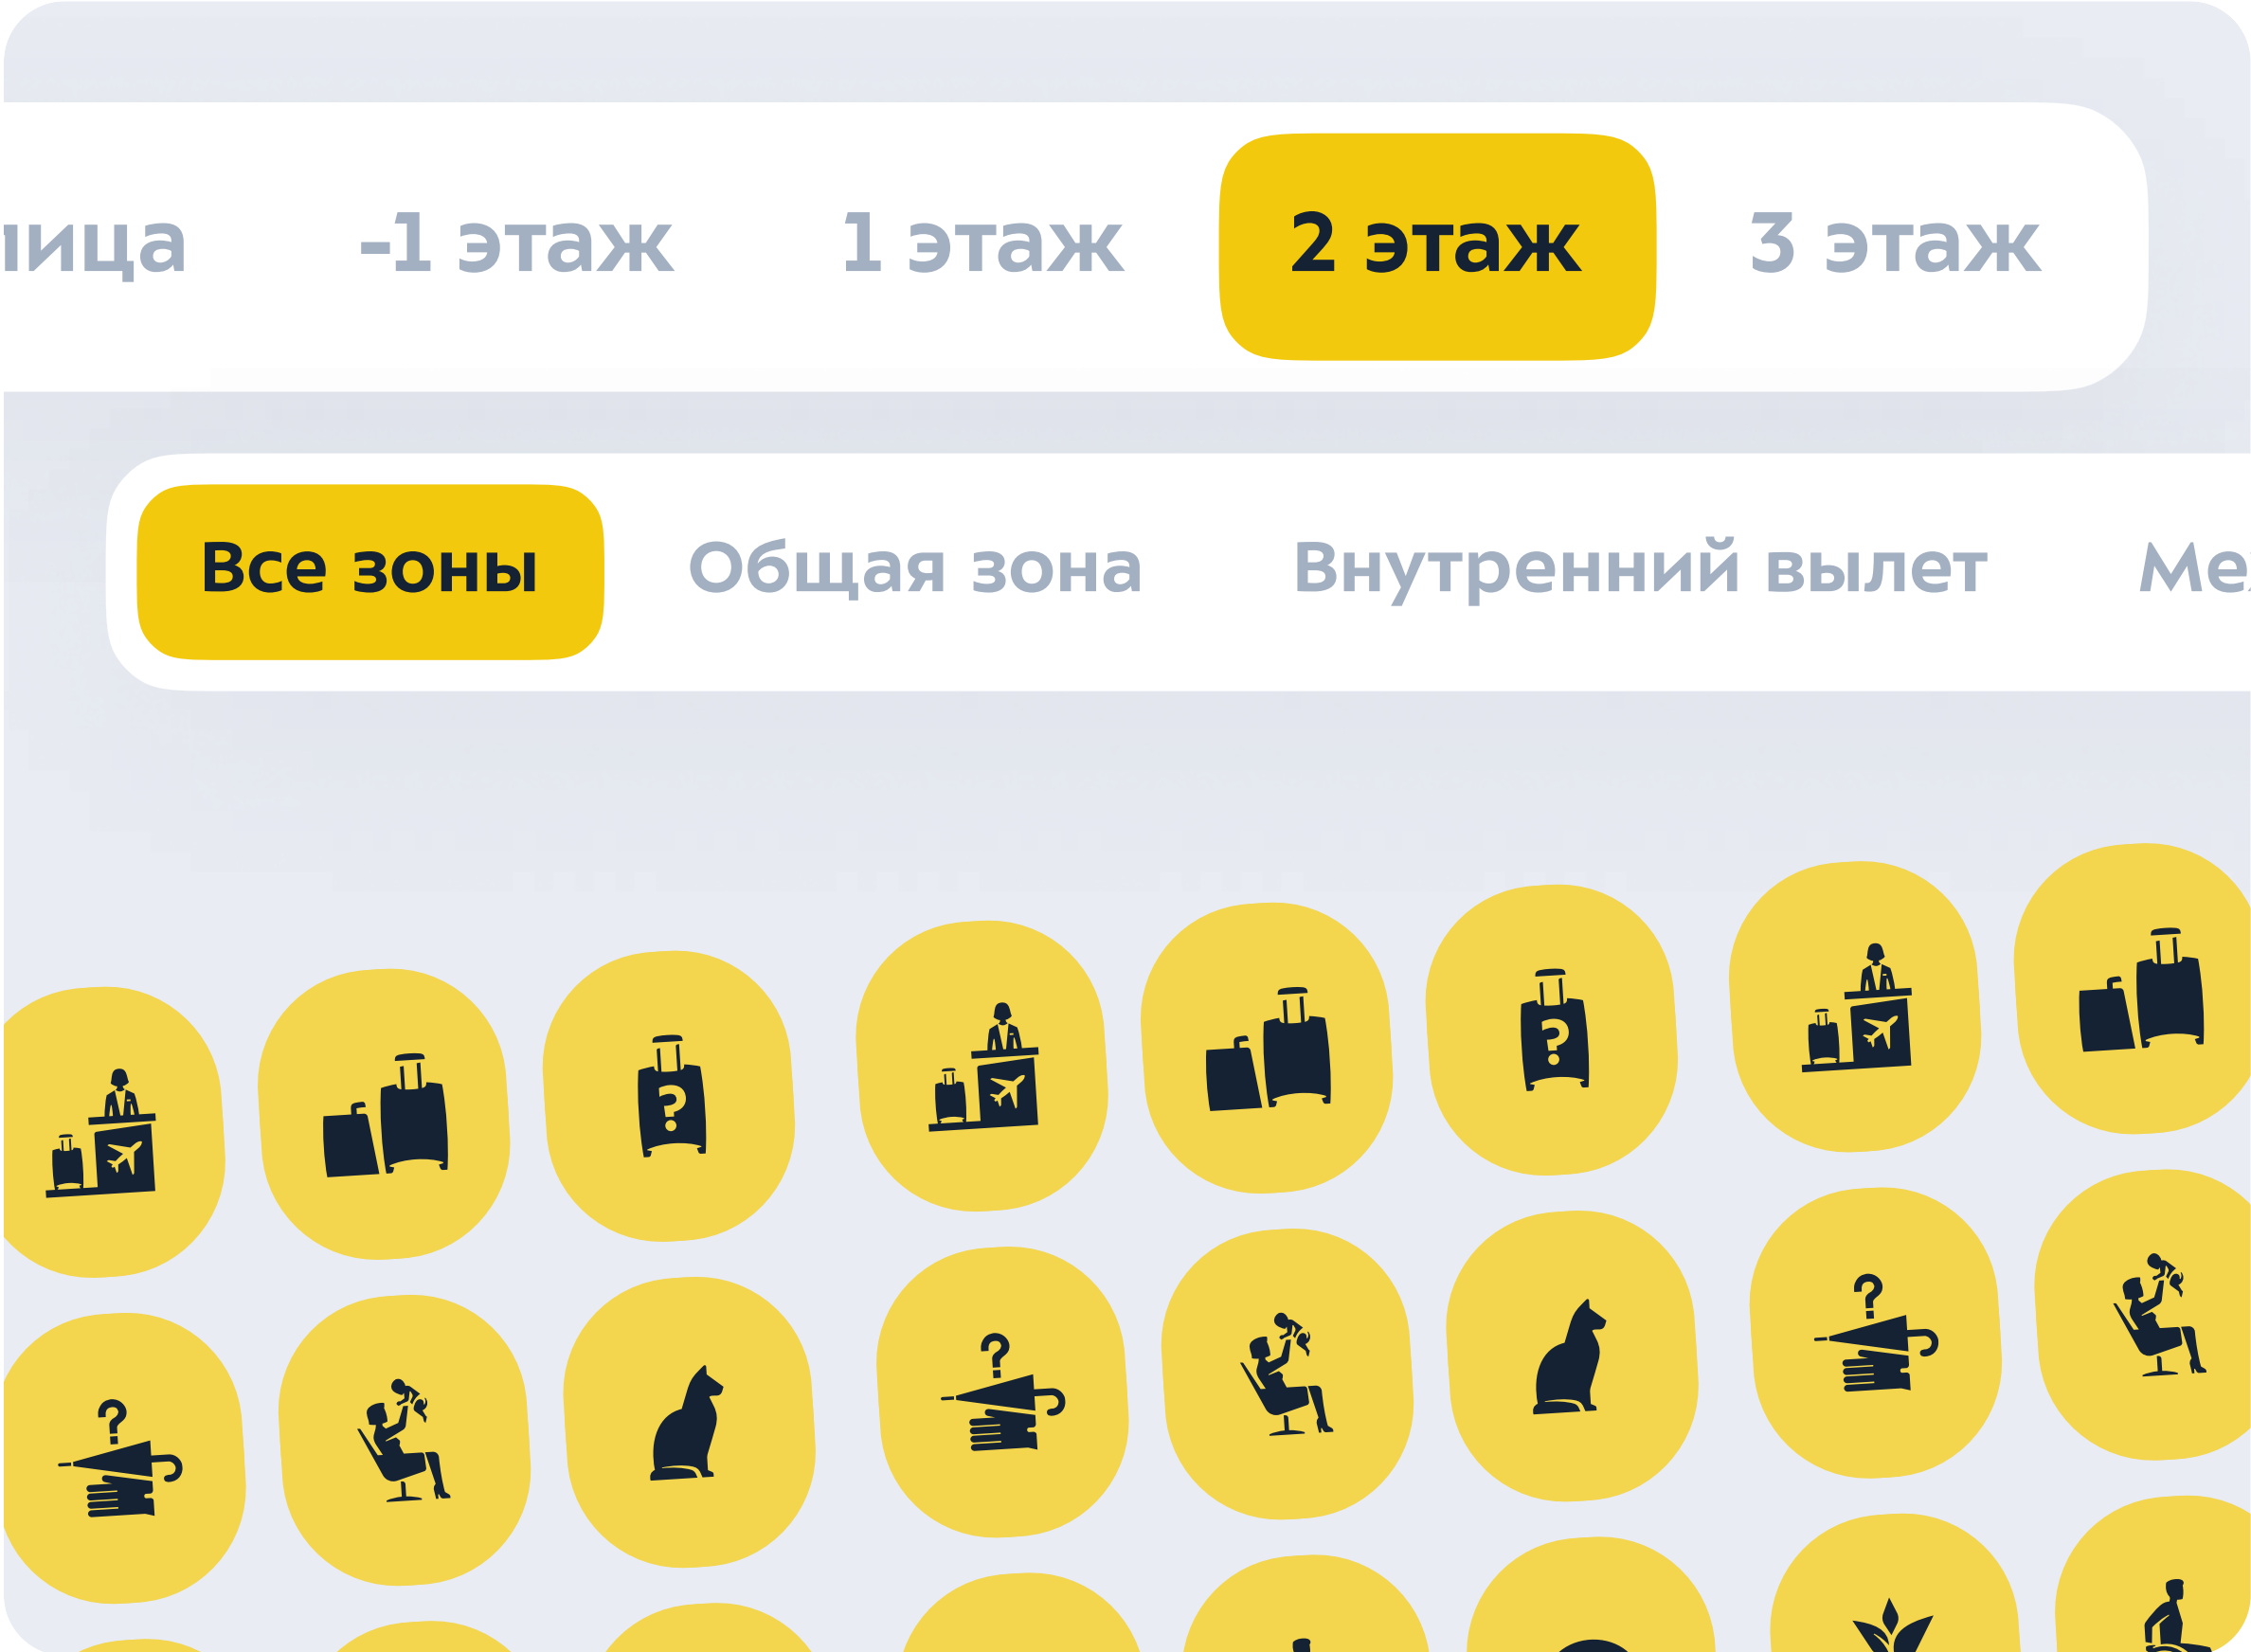 -1 этаж 1 этаж 2 этаж 3 этаж
Все зоны Общая зона Внутренний вылет
? ? ?
? ? ?